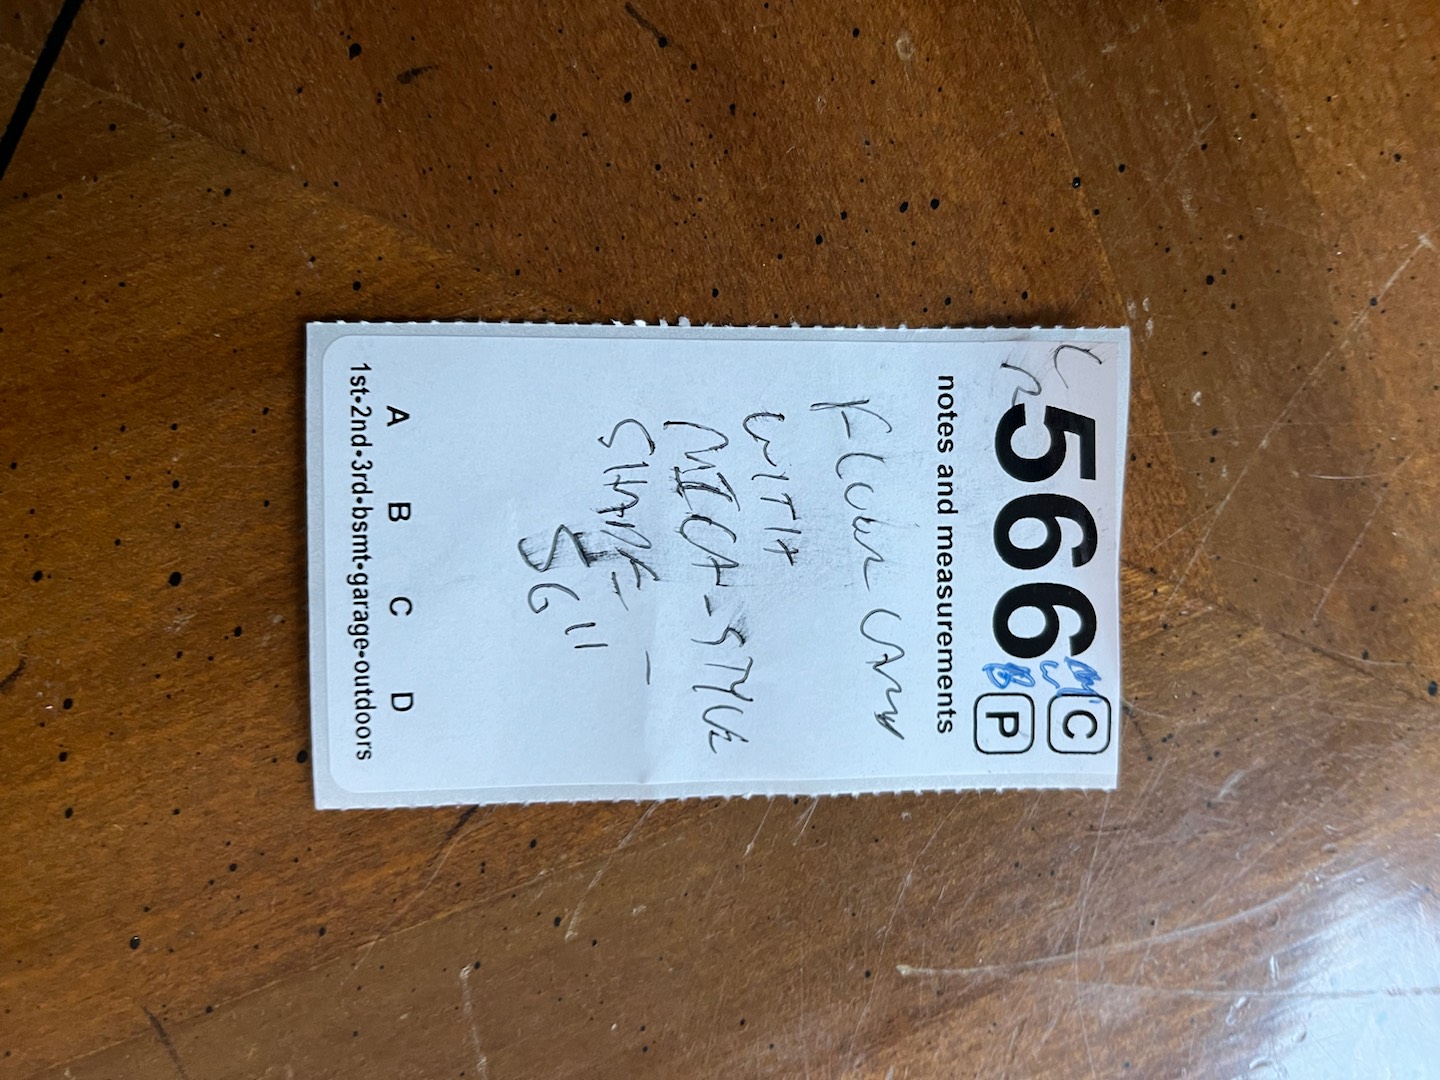 566 C P
notes and measurements
FLOOR LAMP
WITH
MICA-STYLE
SHADE -
56"
A B C D
1st•2nd•3rd•bsmt•garage•outdoors